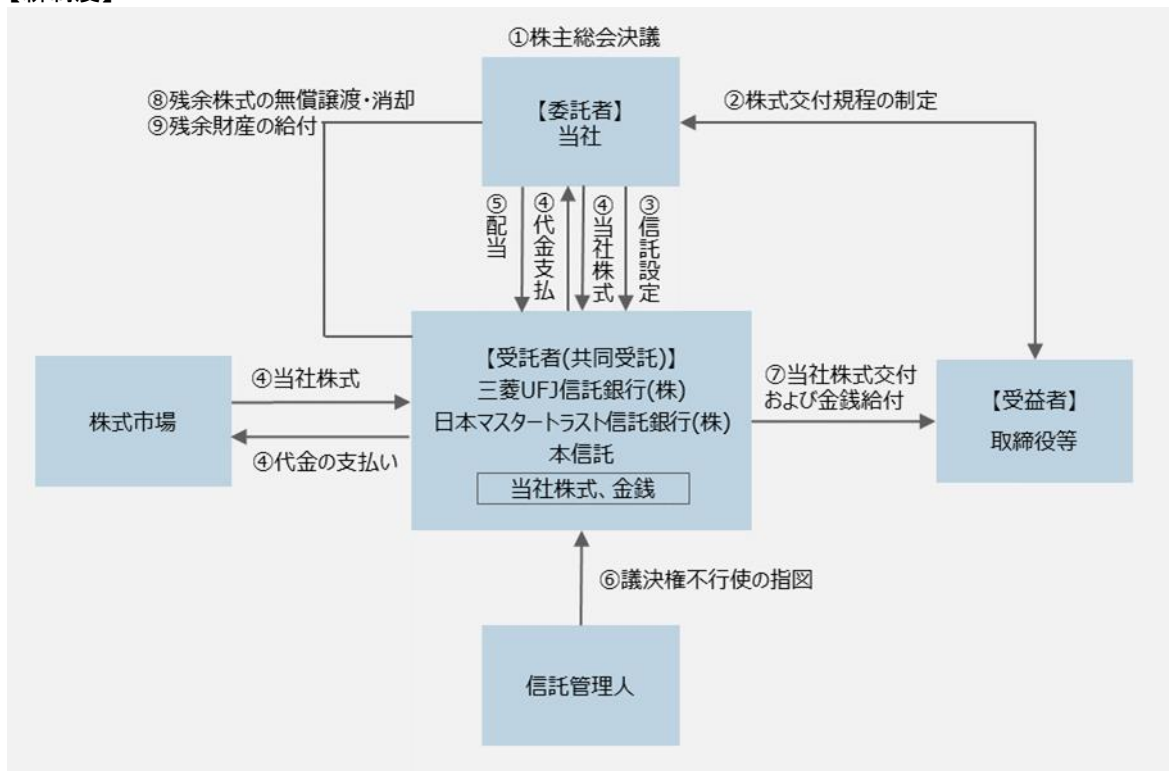 ①株主総会決議
⑧残余株式の無償譲渡・消却
⑨残余財産の給付
【委託者】
当社
②株式交付規程の制定
⑤配当
④代金支払
④当社株式
③信託設定
【受託者(共同受託)】
三菱UFJ信託銀行(株)
日本マスタートラスト信託銀行(株)
本信託
当社株式、金銭
株式市場
④当社株式
④代金の支払い
⑦当社株式交付
および金銭給付
【受益者】
取締役等
⑥議決権不行使の指図
信託管理人